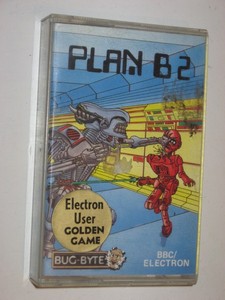 PLAN B 2
Electron
User
GOLDEN
GAME
BUG-BYTE
BBC/
ELECTRON